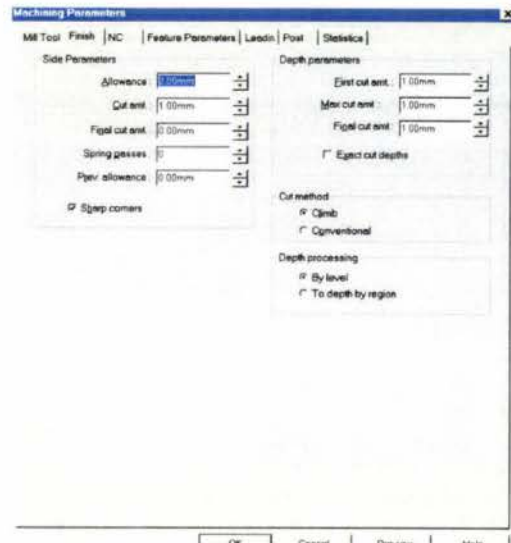 Machining Parameters
Mill Tool Finish NC Feature Parameters Leadin Post Statistics
Side Parameters
Allowance : 0.00mm
Cut amt. : 1.00mm
Final cut amt. : 0.00mm
Spring passes : 0
Prev. allowance : 0.00mm
Sharp corners
Depth parameters
First cut amt. : 1.00mm
Max cut amt : 1.00mm
Final cut amt : 1.00mm
Exact cut depths
Cut method
Climb
Conventional
Depth processing
By level
To depth by region
OK Cancel Preview Help